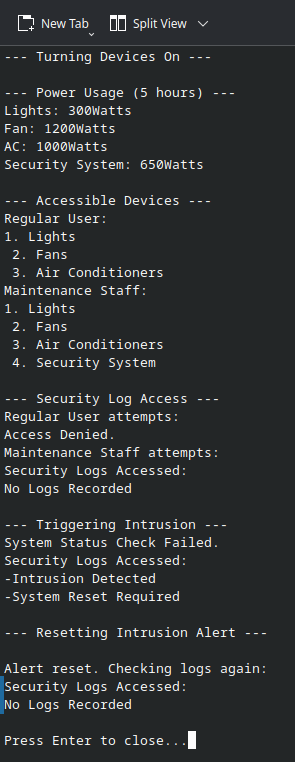 New Tab Split View
--- Turning Devices On ---
--- Power Usage (5 hours) ---
Lights: 300Watts
Fan: 1200Watts
AC: 1000Watts
Security System: 650Watts
--- Accessible Devices ---
Regular User:
1. Lights
2. Fans
3. Air Conditioners
Maintenance Staff:
1. Lights
2. Fans
3. Air Conditioners
4. Security System
--- Security Log Access ---
Regular User attempts:
Access Denied.
Maintenance Staff attempts:
Security Logs Accessed:
No Logs Recorded
--- Triggering Intrusion ---
System Status Check Failed.
Security Logs Accessed:
-Intrusion Detected
-System Reset Required
--- Resetting Intrusion Alert ---
Alert reset. Checking logs again:
Security Logs Accessed:
No Logs Recorded
Press Enter to close...